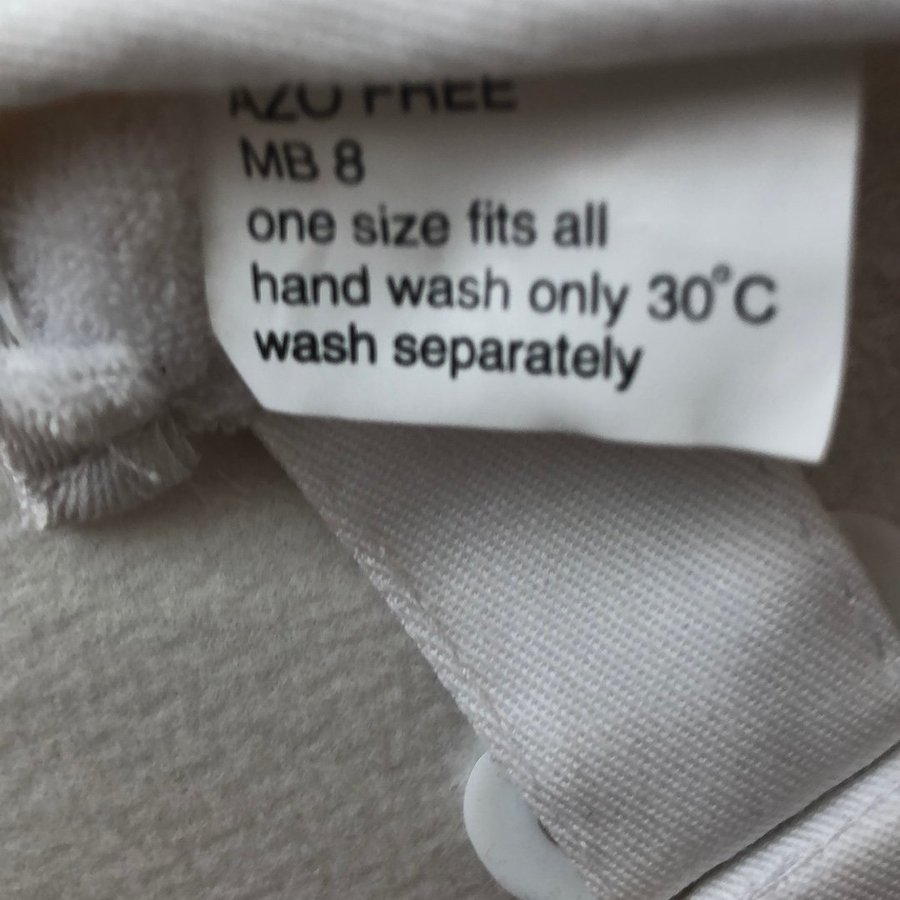 AZO FREE
MB 8
one size fits all
hand wash only 30°C
wash separately